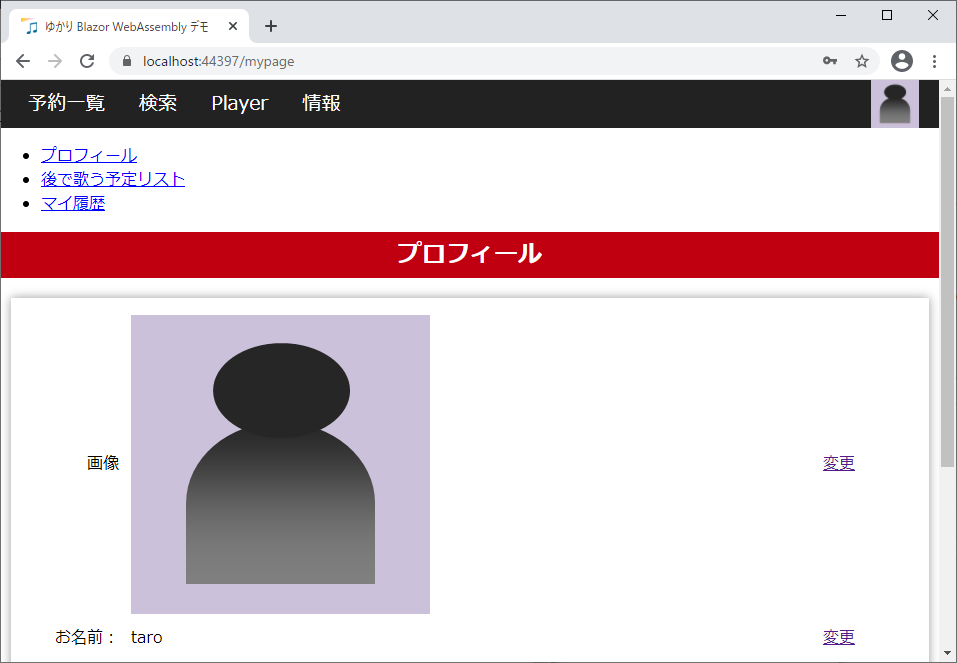 ゆかり Blazor WebAssembly デモ
localhost:44397/mypage
予約一覧 検索 Player 情報
プロフィール
後で歌う予定リスト
マイ履歴
プロフィール
画像 変更
お名前： taro 変更